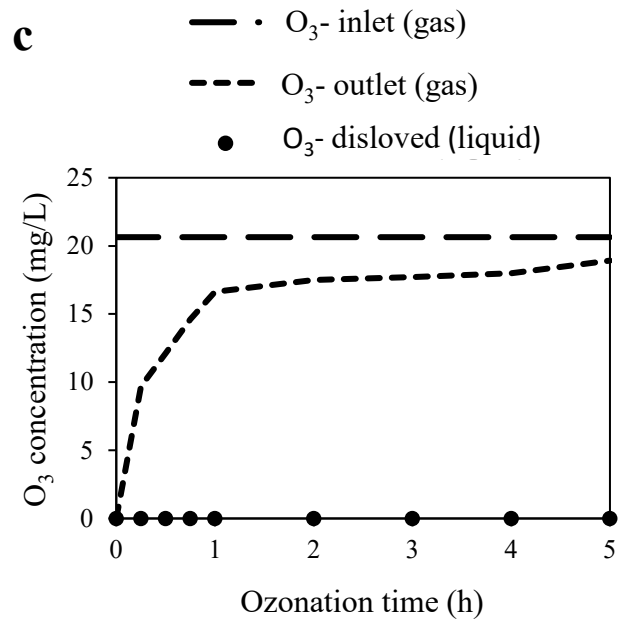 c
O₃- inlet (gas)
O₃- outlet (gas)
O₃- disloved (liquid)
O₃ concentration (mg/L)
25
20
15
10
5
0
0 1 2 3 4 5
Ozonation time (h)